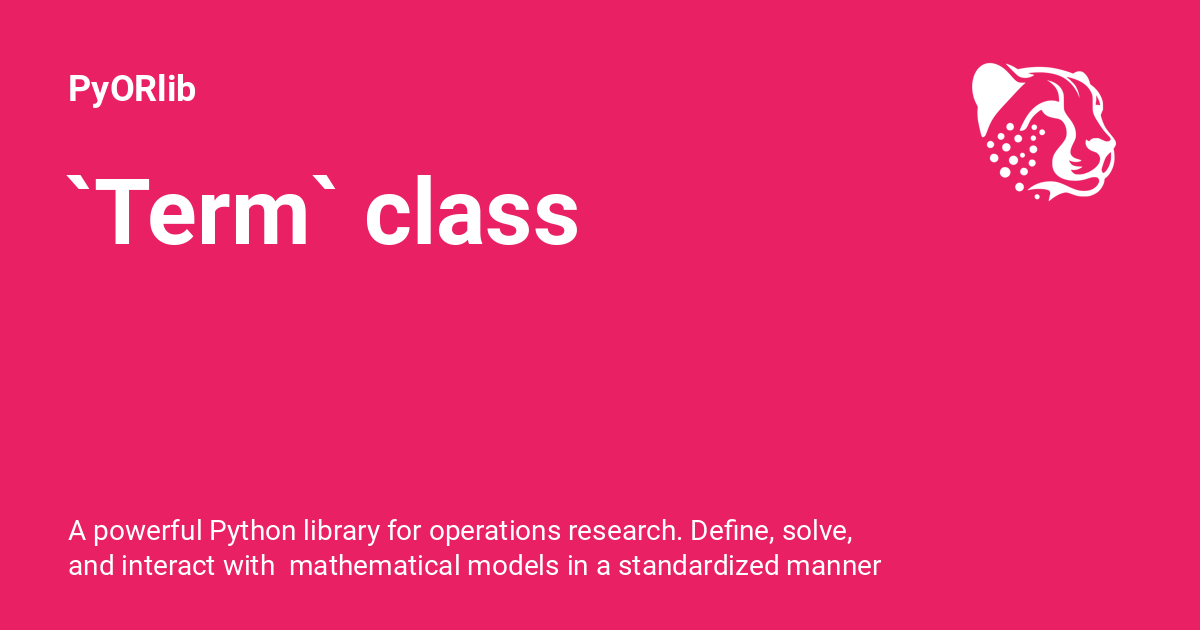 PyORlib
`Term` class
A powerful Python library for operations research. Define, solve,
and interact with  mathematical models in a standardized manner